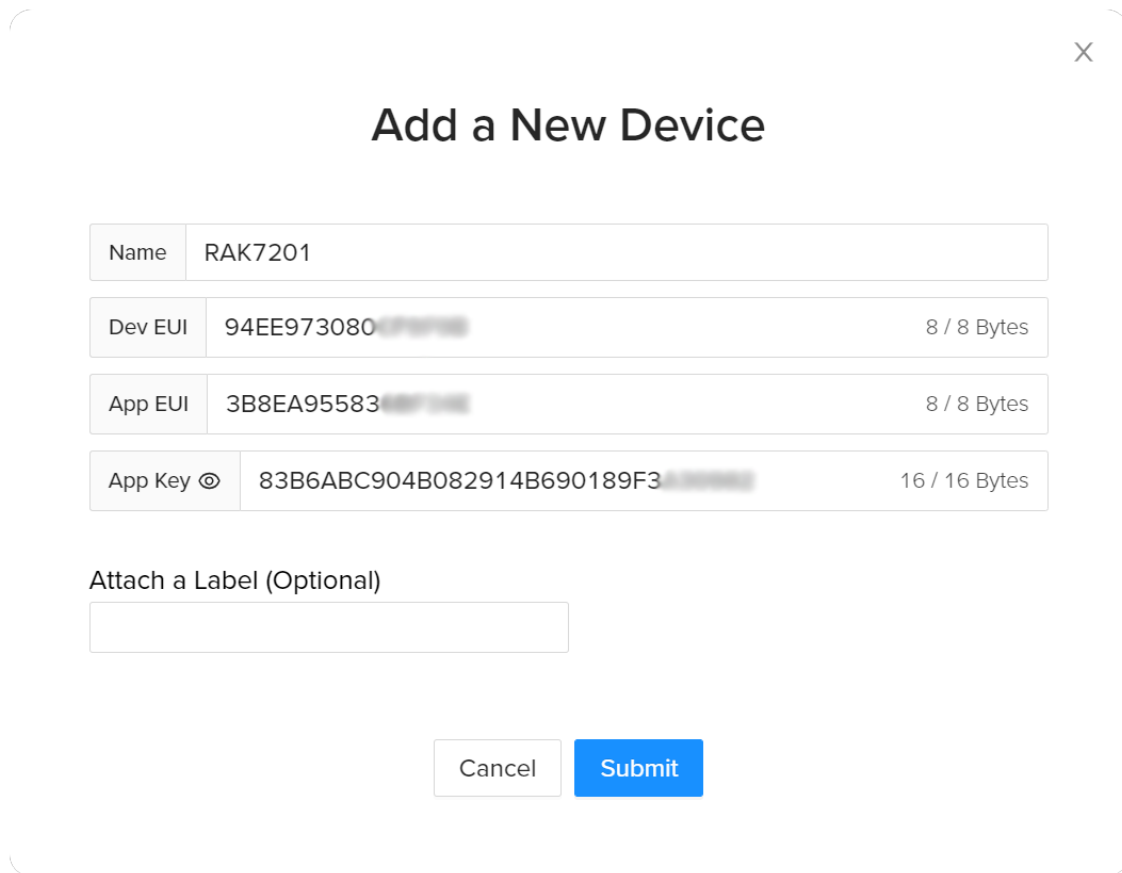 X
Add a New Device
Name RAK7201
Dev EUI 94EE973080 8 / 8 Bytes
App EUI 3B8EA95583 8 / 8 Bytes
App Key 83B6ABC904B082914B690189F3 16 / 16 Bytes
Attach a Label (Optional)
Cancel Submit